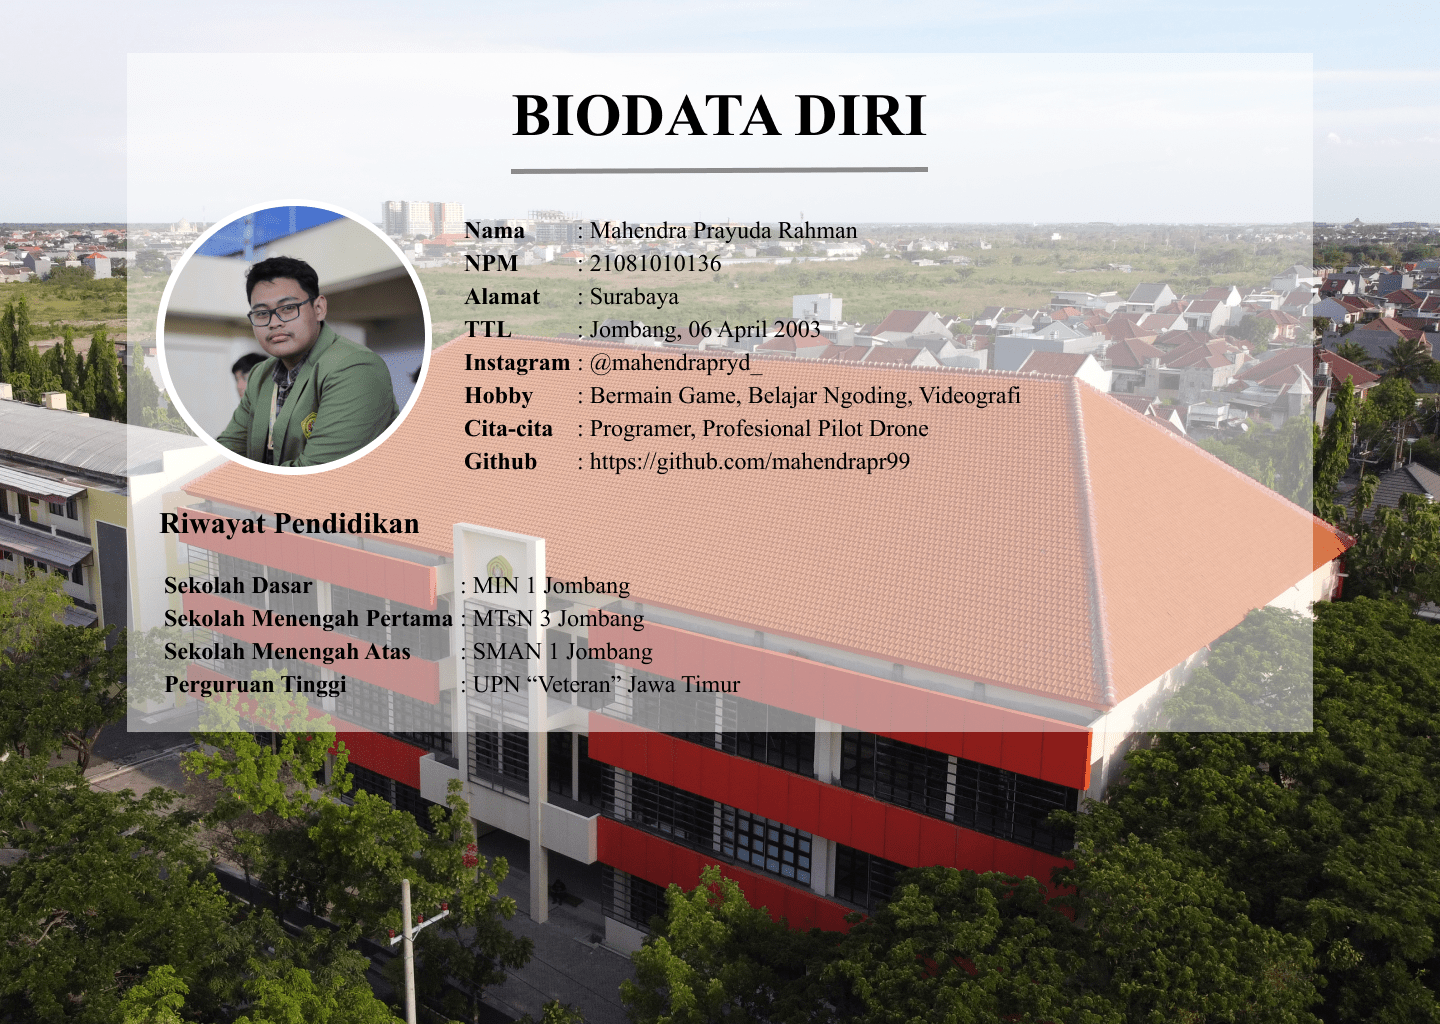 BIODATA DIRI
Nama : Mahendra Prayuda Rahman
NPM : 21081010136
Alamat : Surabaya
TTL : Jombang, 06 April 2003
Instagram : @mahendrapryd_
Hobby : Bermain Game, Belajar Ngoding, Videografi
Cita-cita : Programer, Profesional Pilot Drone
Github : https://github.com/mahendrapr99
Riwayat Pendidikan
Sekolah Dasar : MIN 1 Jombang
Sekolah Menengah Pertama : MTsN 3 Jombang
Sekolah Menengah Atas : SMAN 1 Jombang
Perguruan Tinggi : UPN “Veteran” Jawa Timur